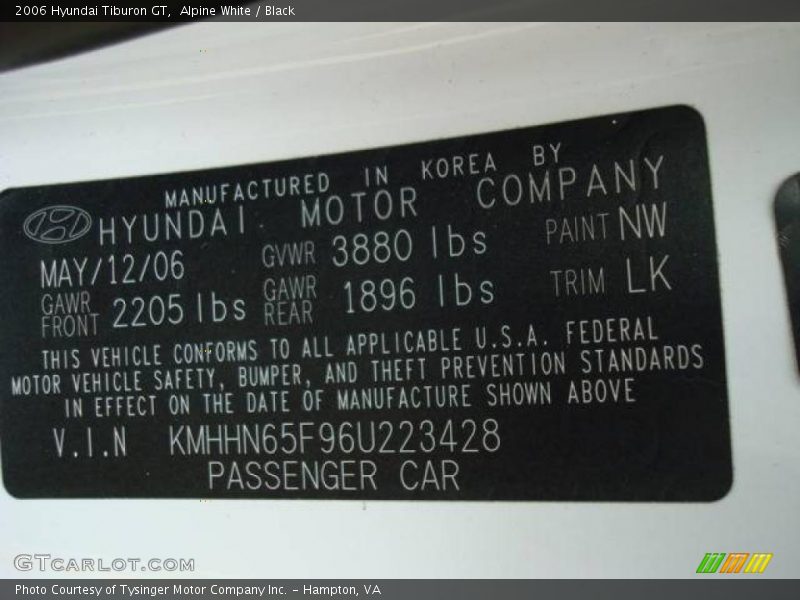 2006 Hyundai Tiburon GT,  Alpine White / Black
MANUFACTURED IN KOREA BY
HYUNDAI MOTOR COMPANY
MAY/12/06 GVWR 3880 lbs PAINT NW
GAWR FRONT 2205 lbs GAWR REAR 1896 lbs TRIM LK
THIS VEHICLE CONFORMS TO ALL APPLICABLE U.S.A. FEDERAL
MOTOR VEHICLE SAFETY, BUMPER, AND THEFT PREVENTION STANDARDS
IN EFFECT ON THE DATE OF MANUFACTURE SHOWN ABOVE
V.I.N KMHHN65F96U223428
PASSENGER CAR
GTCARLOT.COM
Photo Courtesy of Tysinger Motor Company Inc. - Hampton, VA